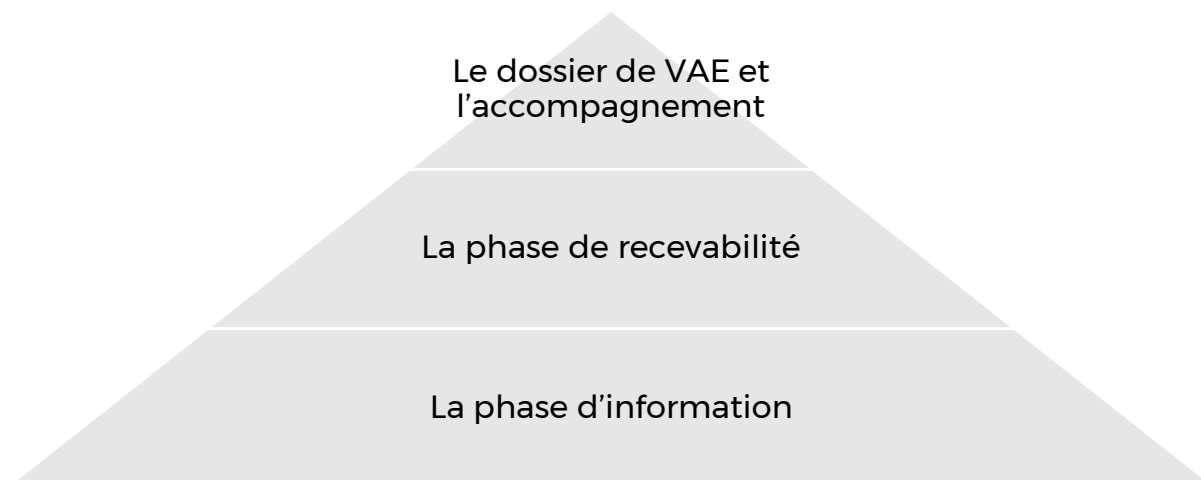 Le dossier de VAE et
l’accompagnement
La phase de recevabilité
La phase d’information